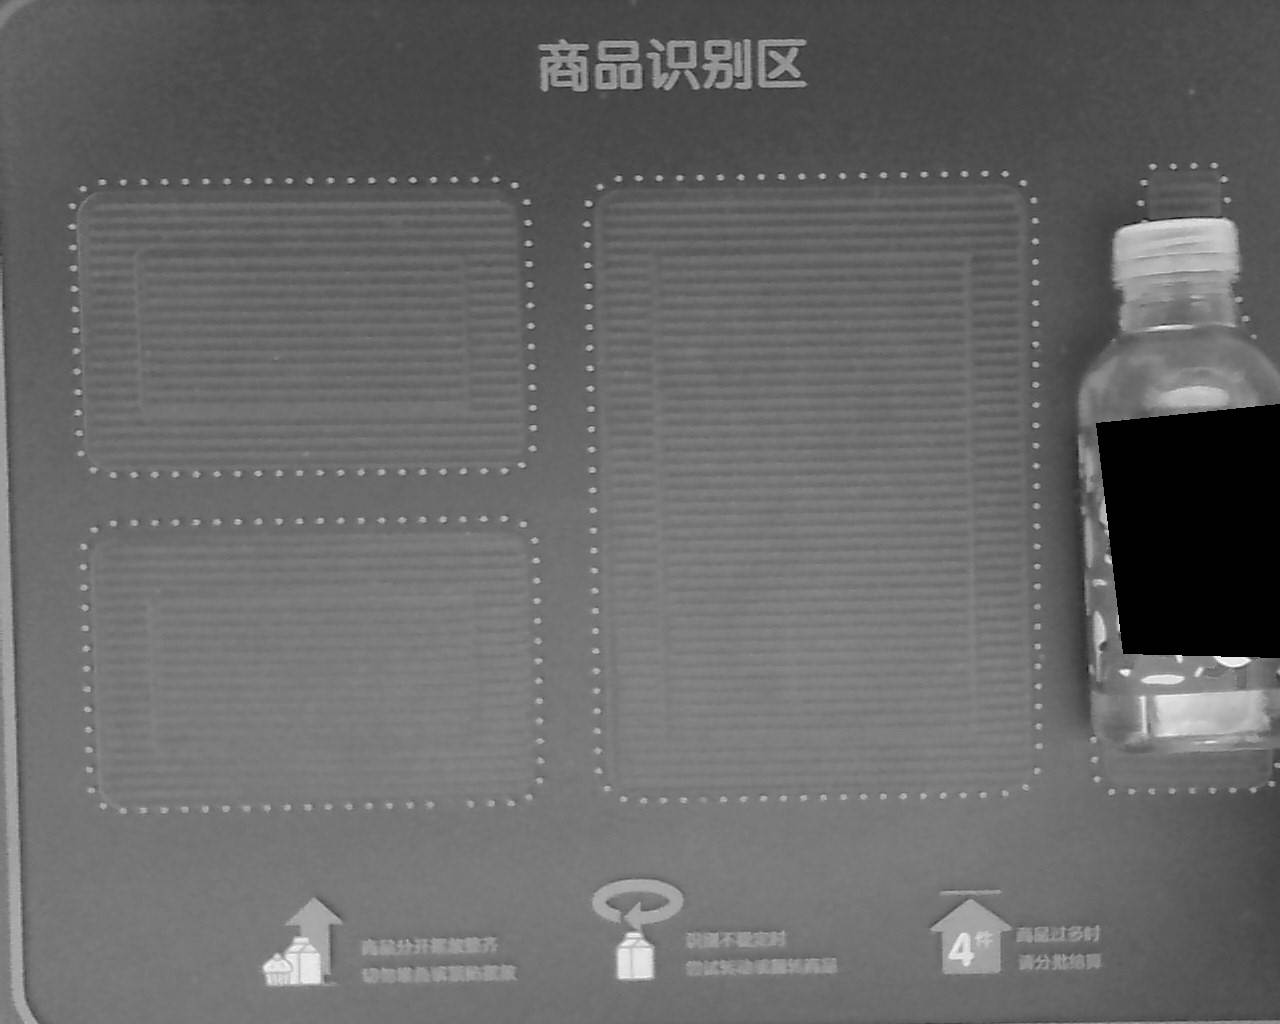 商品识别区
商品分开摆放整齐
切勿堆叠或紧贴摆放
识别不稳定时
尝试转动或翻转商品
4件
商品过多时
请分批结算